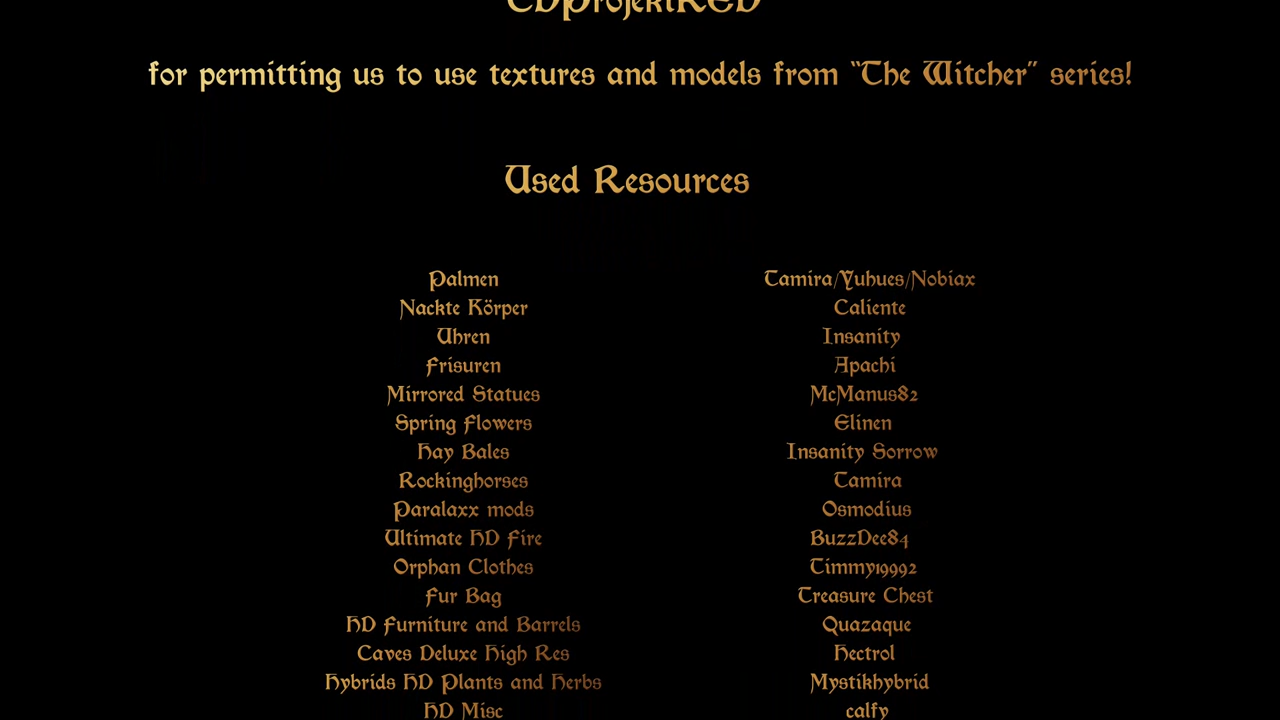 CDProjektRED
for permitting us to use textures and models from "The Witcher" series!
Used Resources
Palmen Tamira/Yuhues/Nobiax
Nackte Körper Caliente
Uhren Insanity
Frisuren Apachi
Mirrored Statues McManus82
Spring Flowers Elinen
Hay Bales Insanity Sorrow
Rockinghorses Tamira
Paralaxx mods Osmodius
Ultimate HD Fire BuzzDee84
Orphan Clothes Timmy19992
Fur Bag Treasure Chest
HD Furniture and Barrels Quazaque
Caves Deluxe High Res Hectrol
Hybrids HD Plants and Herbs Mystikhybrid
HD Misc calfy